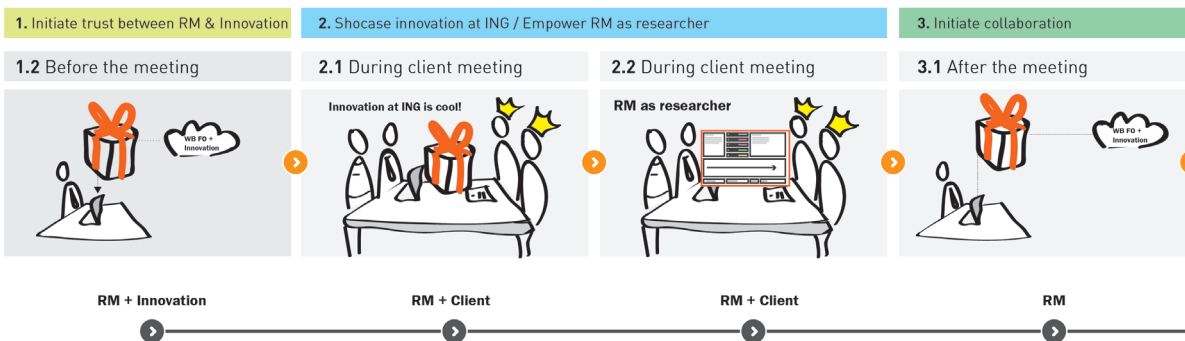 1. Initiate trust between RM & Innovation
2. Shocase innovation at ING / Empower RM as researcher
3. Initiate collaboration
1.2 Before the meeting
2.1 During client meeting
2.2 During client meeting
3.1 After the meeting
WB FO +
Innovation
Innovation at ING is cool!
RM as researcher
WB FO +
Innovation
RM + Innovation
RM + Client
RM + Client
RM